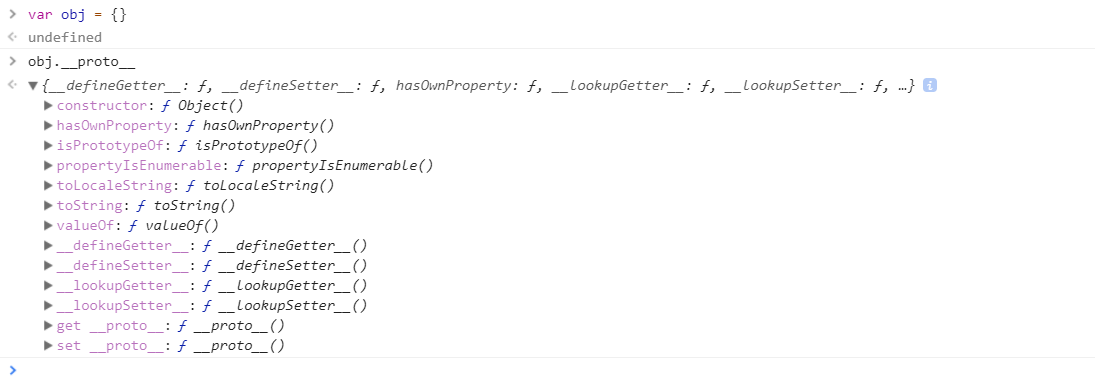 > var obj = {}
undefined
> obj.__proto__
{__defineGetter__: ƒ, __defineSetter__: ƒ, hasOwnProperty: ƒ, __lookupGetter__: ƒ, __lookupSetter__: ƒ, …} i
constructor: ƒ Object()
hasOwnProperty: ƒ hasOwnProperty()
isPrototypeOf: ƒ isPrototypeOf()
propertyIsEnumerable: ƒ propertyIsEnumerable()
toLocaleString: ƒ toLocaleString()
toString: ƒ toString()
valueOf: ƒ valueOf()
__defineGetter__: ƒ __defineGetter__()
__defineSetter__: ƒ __defineSetter__()
__lookupGetter__: ƒ __lookupGetter__()
__lookupSetter__: ƒ __lookupSetter__()
get __proto__: ƒ __proto__()
set __proto__: ƒ __proto__()
>